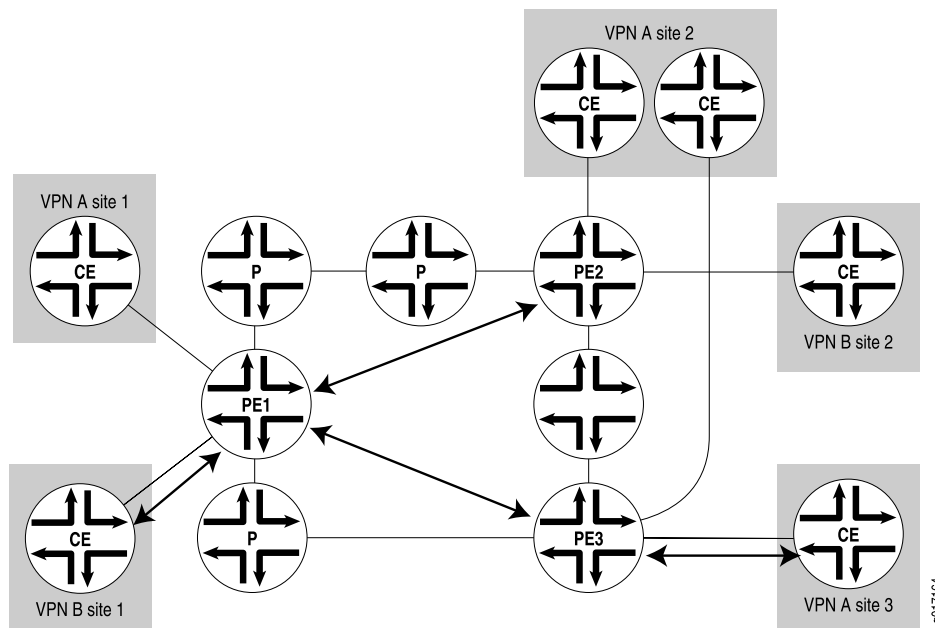 VPN A site 2
CE
CE
VPN A site 1
CE
P
P
PE2
CE
VPN B site 2
PE1
CE
VPN B site 1
P
PE3
CE
VPN A site 3